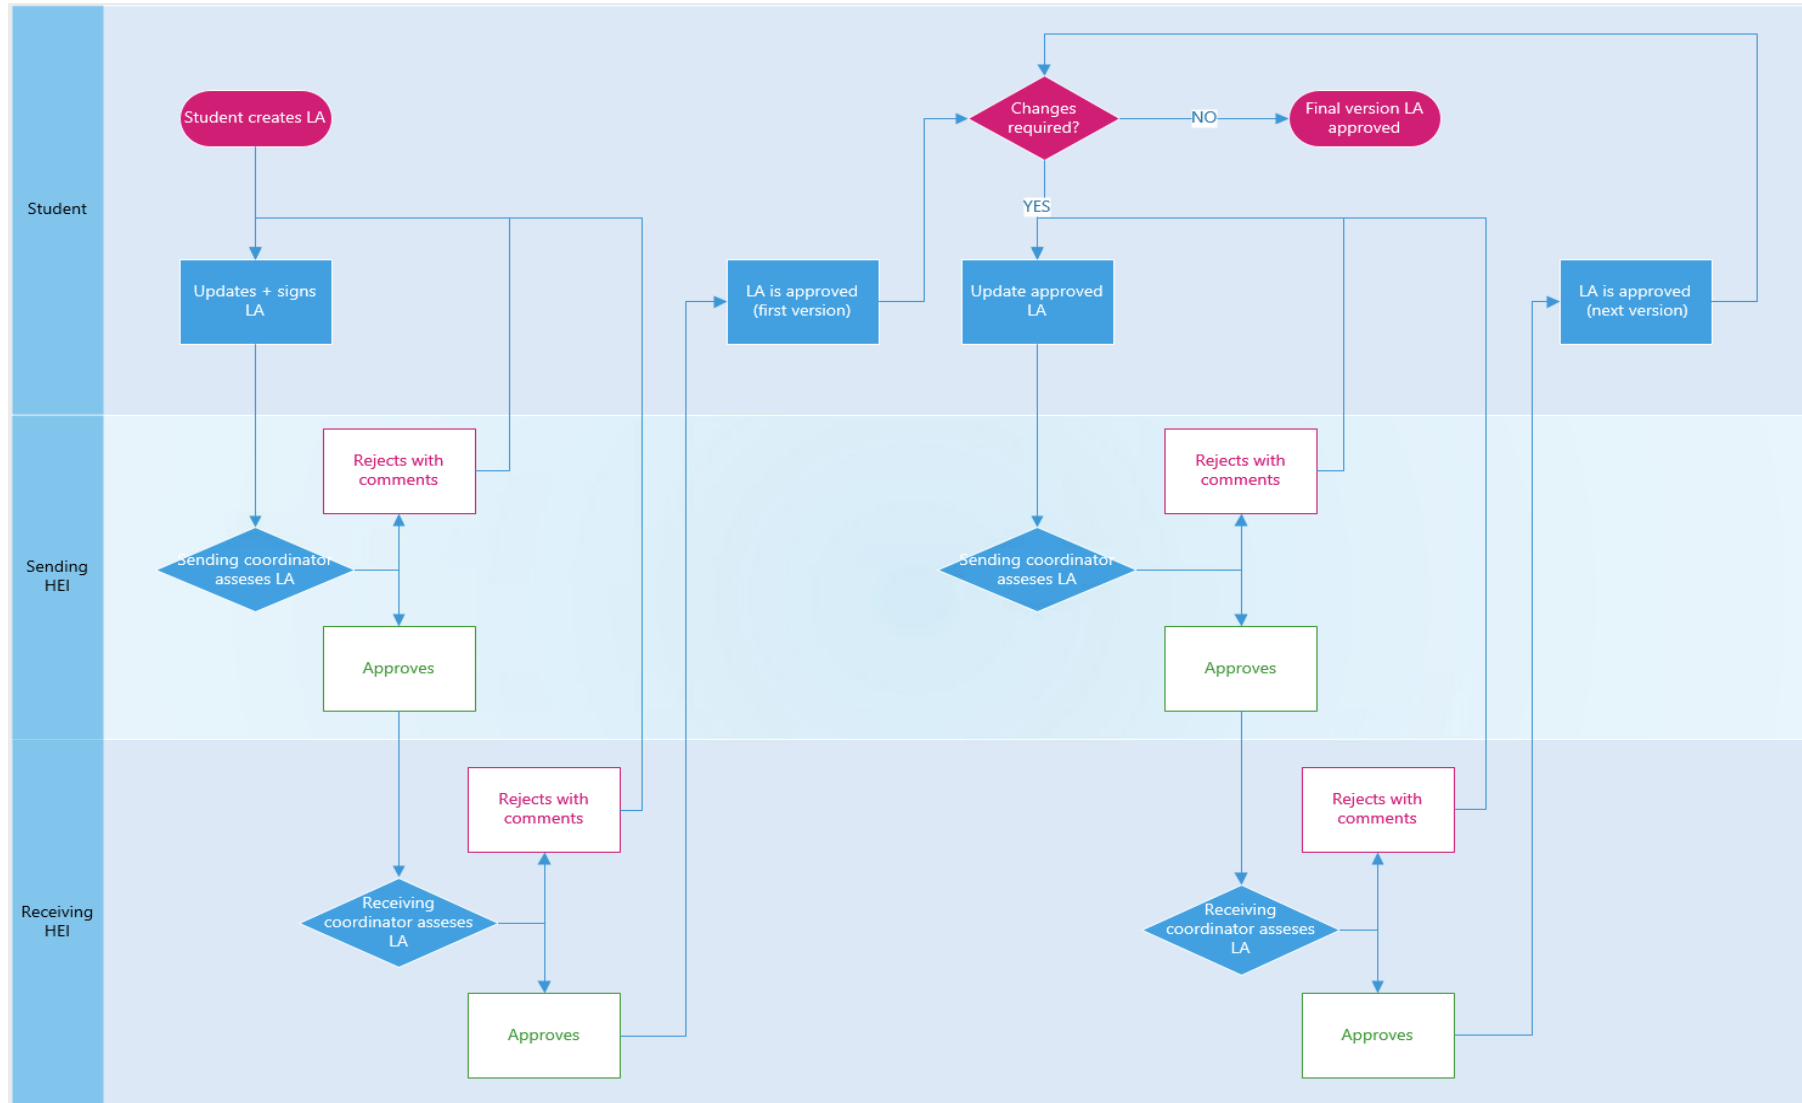 Student
Student creates LA
Changes
required?
NO
Final version LA
approved
YES
Updates + signs
LA
LA is approved
(first version)
Update approved
LA
LA is approved
(next version)
Sending
HEI
Rejects with
comments
Sending coordinator
asseses LA
Approves
Rejects with
comments
Sending coordinator
asseses LA
Approves
Receiving
HEI
Rejects with
comments
Receiving
coordinator asseses
LA
Approves
Rejects with
comments
Receiving
coordinator asseses
LA
Approves